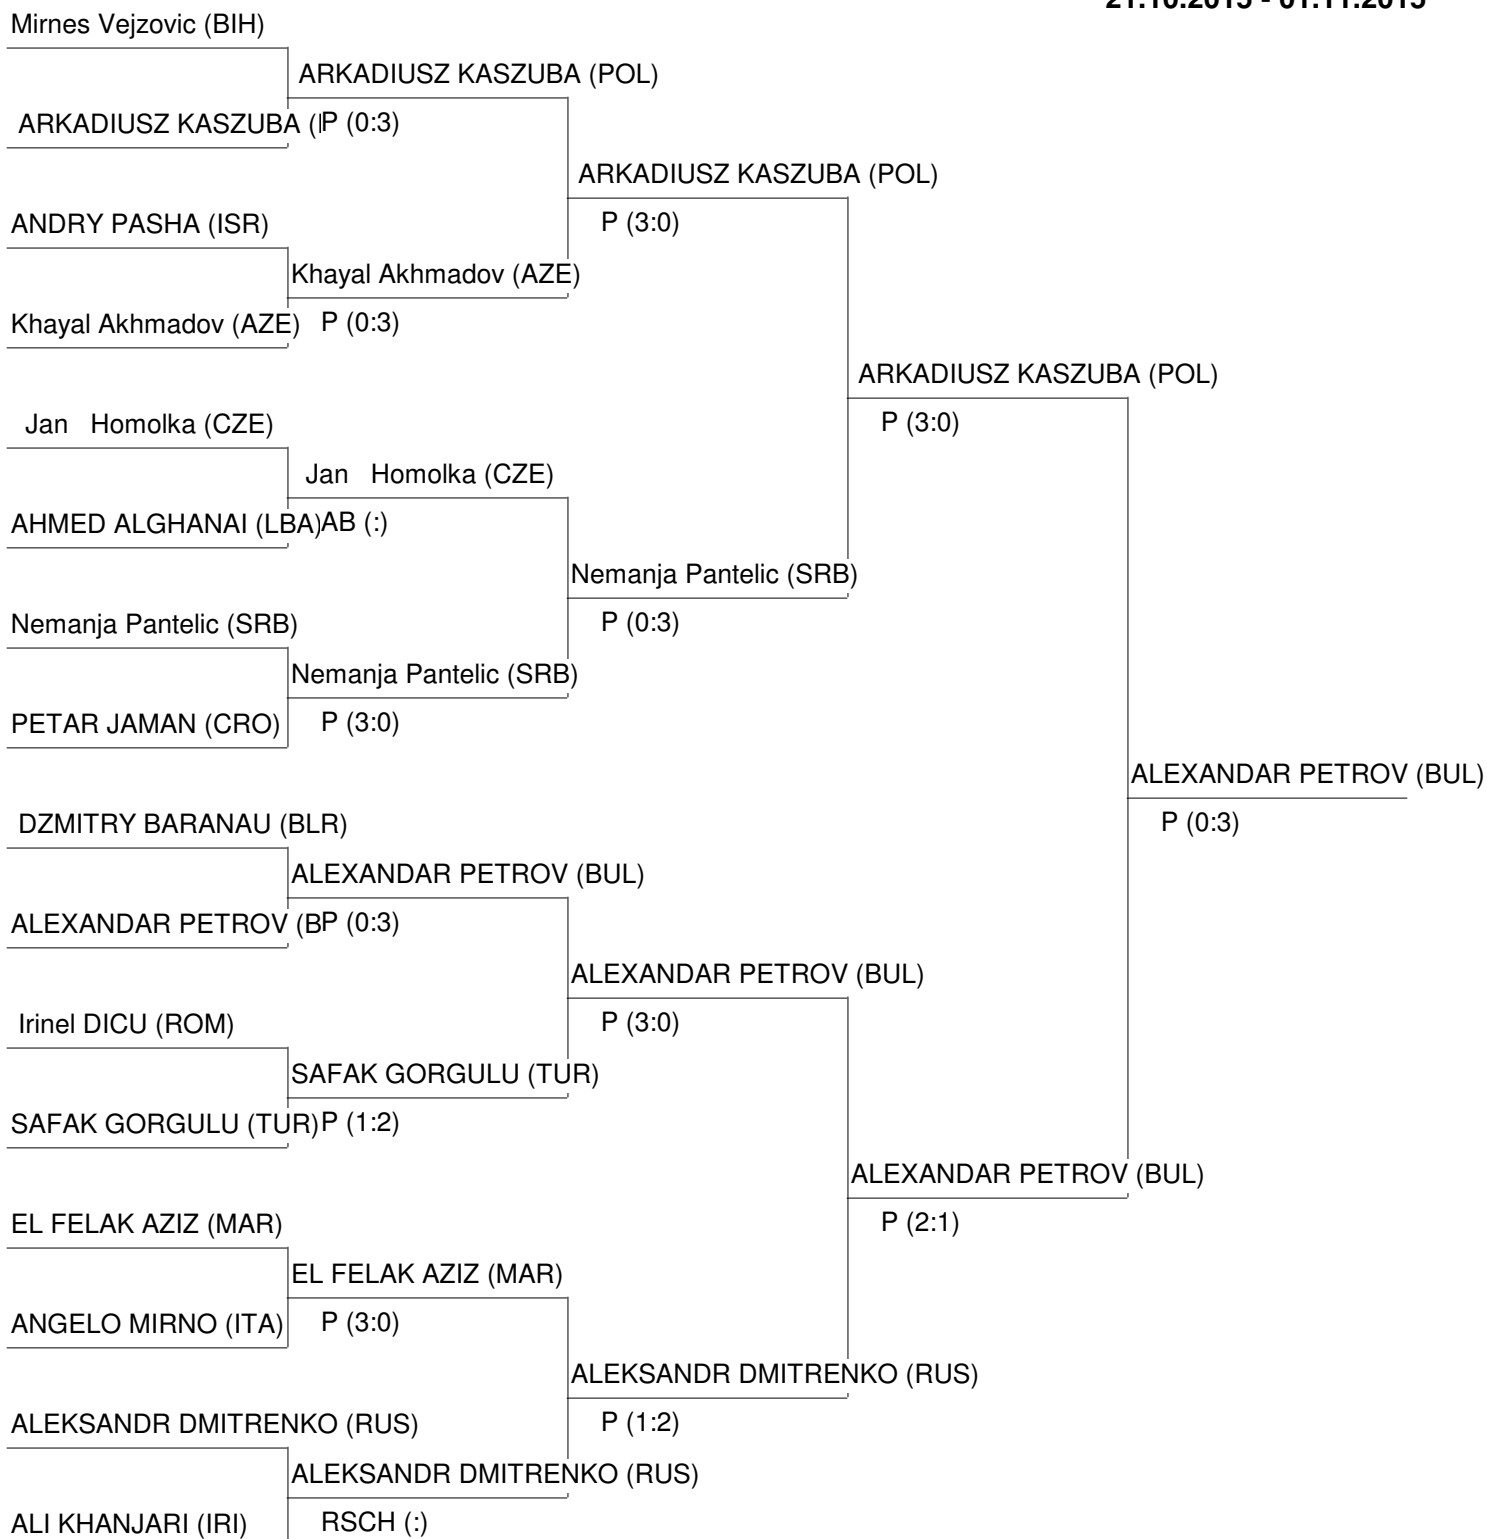 21.10.2015 - 01.11.2015
Mirnes Vejzovic (BIH)
ARKADIUSZ KASZUBA (POL)
ARKADIUSZ KASZUBA (
P (0:3)
ARKADIUSZ KASZUBA (POL)
ANDRY PASHA (ISR)
P (3:0)
Khayal Akhmadov (AZE)
Khayal Akhmadov (AZE)
P (0:3)
ARKADIUSZ KASZUBA (POL)
Jan Homolka (CZE)
P (3:0)
Jan Homolka (CZE)
AHMED ALGHANAI (LBA)
AB (:)
Nemanja Pantelic (SRB)
Nemanja Pantelic (SRB)
P (0:3)
Nemanja Pantelic (SRB)
PETAR JAMAN (CRO)
P (3:0)
ALEXANDAR PETROV (BUL)
DZMITRY BARANAU (BLR)
P (0:3)
ALEXANDAR PETROV (BUL)
ALEXANDAR PETROV (B
P (0:3)
ALEXANDAR PETROV (BUL)
Irinel DICU (ROM)
P (3:0)
SAFAK GORGULU (TUR)
SAFAK GORGULU (TUR)
P (1:2)
ALEXANDAR PETROV (BUL)
EL FELAK AZIZ (MAR)
P (2:1)
EL FELAK AZIZ (MAR)
ANGELO MIRNO (ITA)
P (3:0)
ALEKSANDR DMITRENKO (RUS)
ALEKSANDR DMITRENKO (RUS)
P (1:2)
ALEKSANDR DMITRENKO (RUS)
ALI KHANJARI (IRI)
RSCH (:)